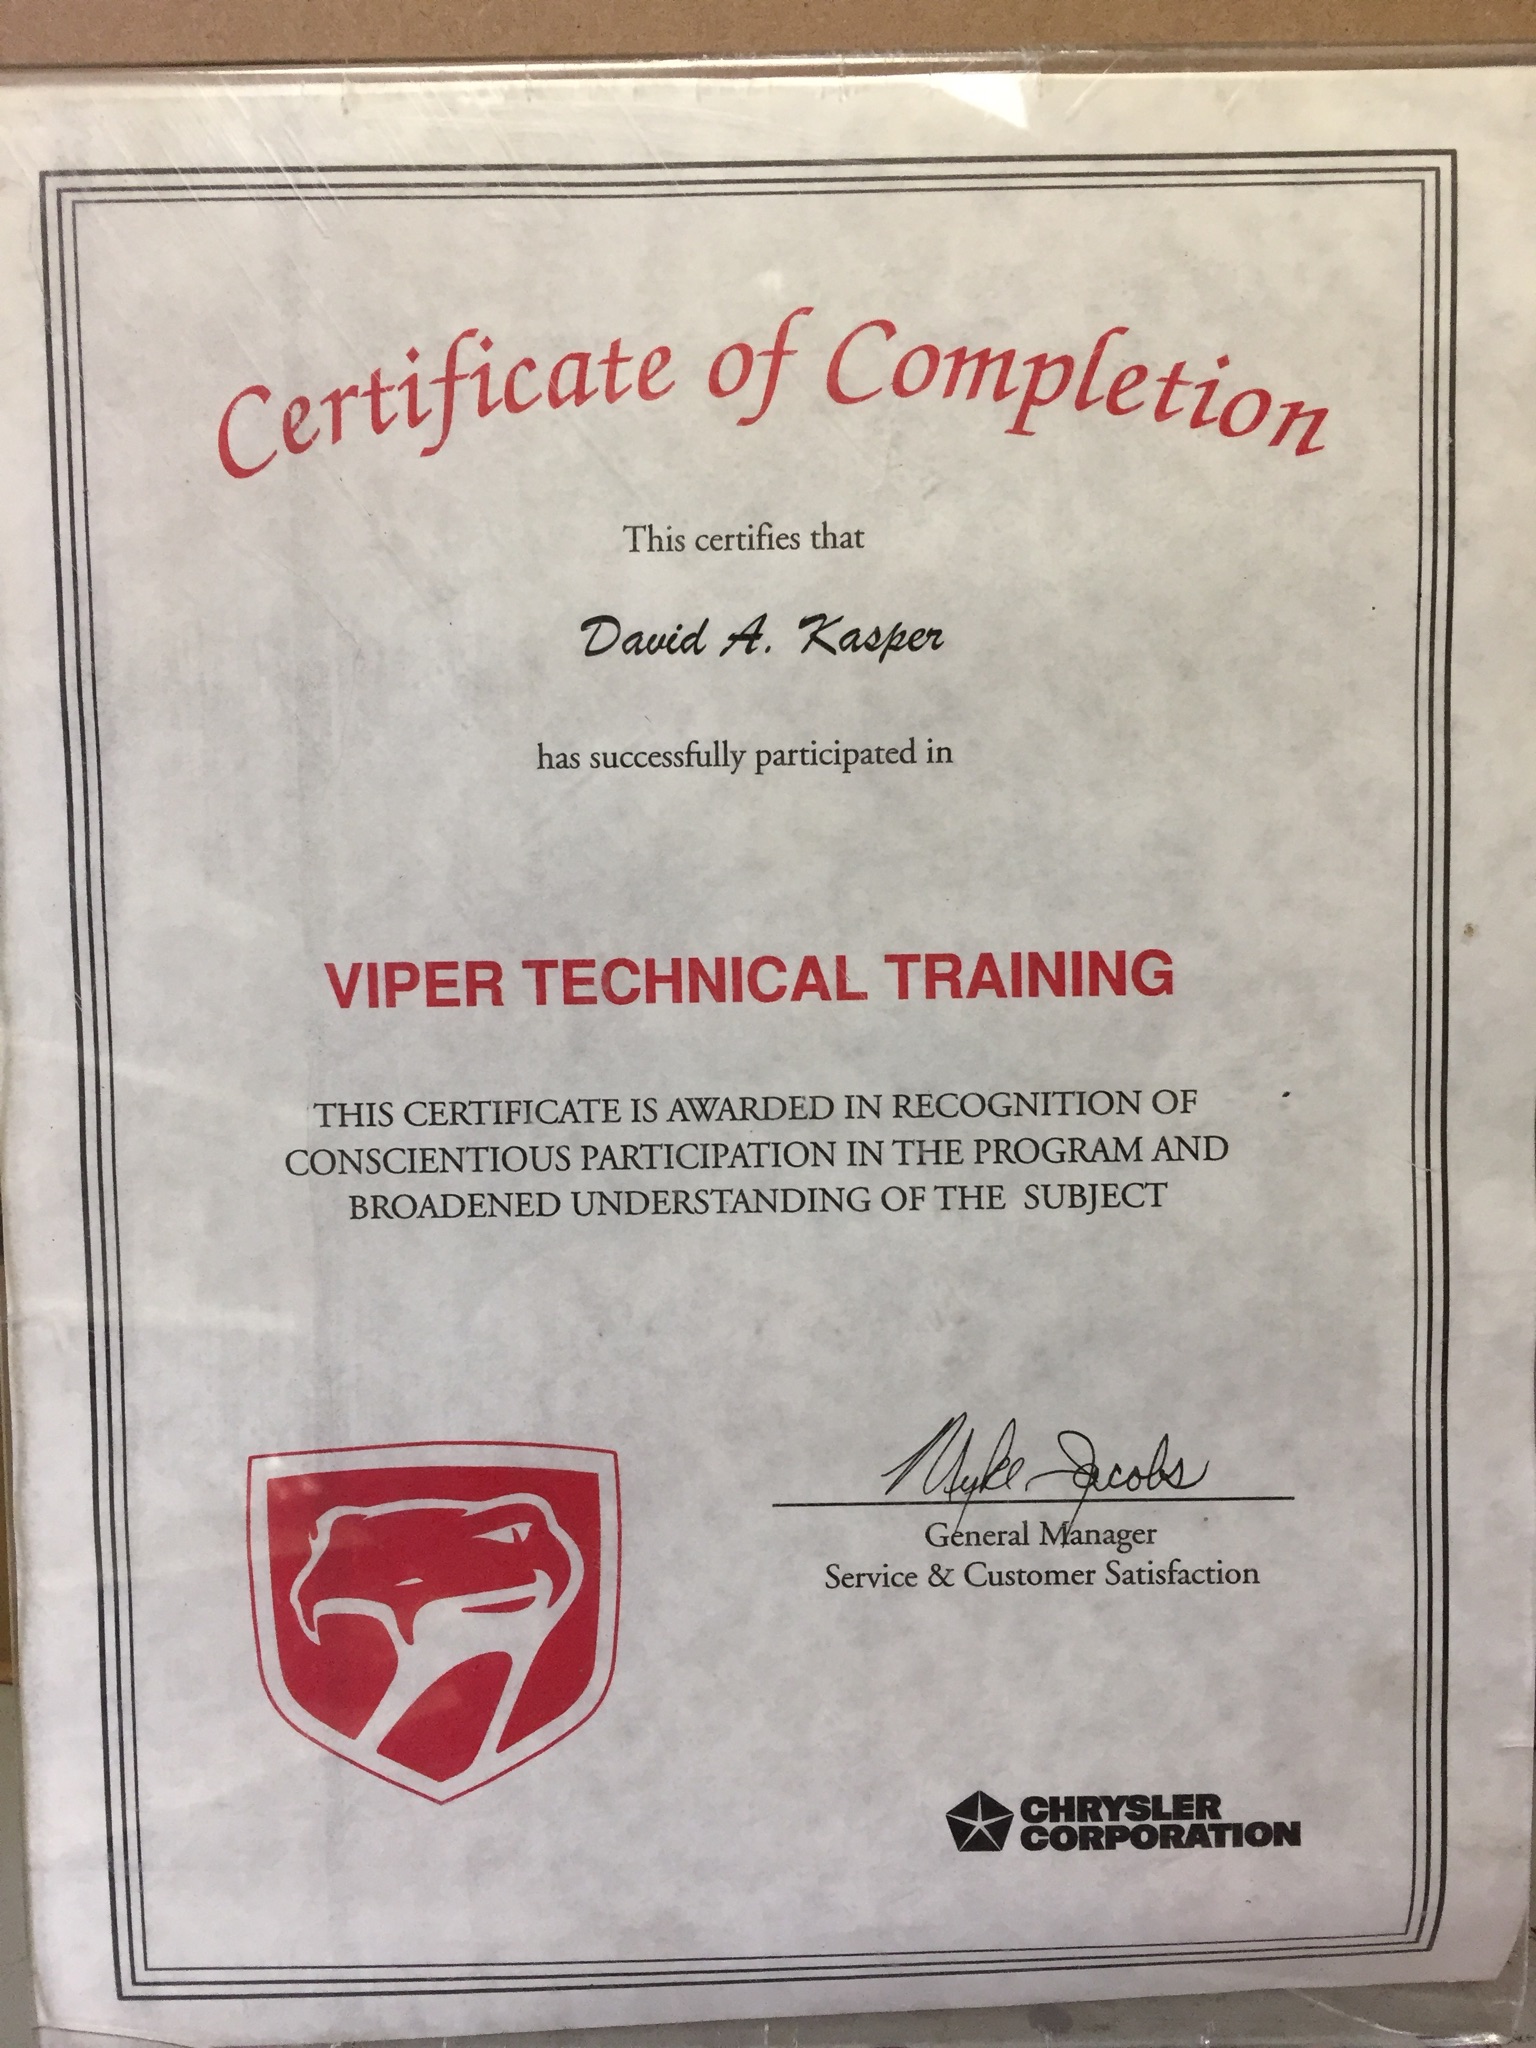 Certificate of Completion
This certifies that
David A. Kasper
has successfully participated in
VIPER TECHNICAL TRAINING
THIS CERTIFICATE IS AWARDED IN RECOGNITION OF
CONSCIENTIOUS PARTICIPATION IN THE PROGRAM AND
BROADENED UNDERSTANDING OF THE SUBJECT
Myke Jacobs
General Manager
Service & Customer Satisfaction
CHRYSLER
CORPORATION